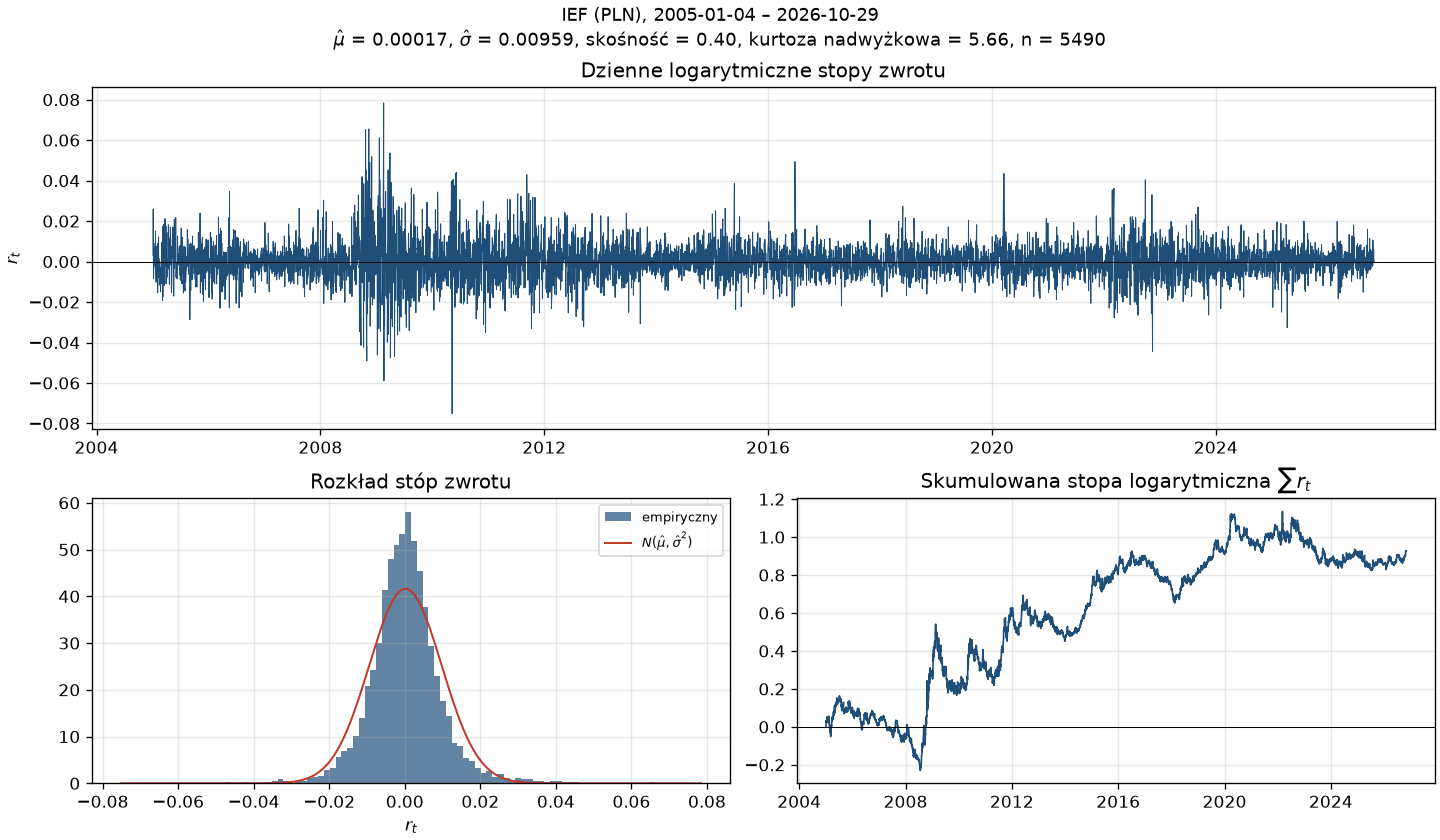 IEF (PLN), 2005-01-04 – 2026-10-29
μ̂ = 0.00017, σ̂ = 0.00959, skośność = 0.40, kurtoza nadwyżkowa = 5.66, n = 5490
Dzienne logarytmiczne stopy zwrotu
0.08
0.06
0.04
0.02
0.00
−0.02
−0.04
−0.06
−0.08
r_t
2004 2008 2012 2016 2020 2024
Rozkład stóp zwrotu
60
50
40
30
20
10
0
empiryczny
N(μ̂, σ̂²)
−0.08 −0.06 −0.04 −0.02 0.00 0.02 0.04 0.06 0.08
r_t
Skumulowana stopa logarytmiczna ∑r_t
1.2
1.0
0.8
0.6
0.4
0.2
0.0
−0.2
2004 2008 2012 2016 2020 2024